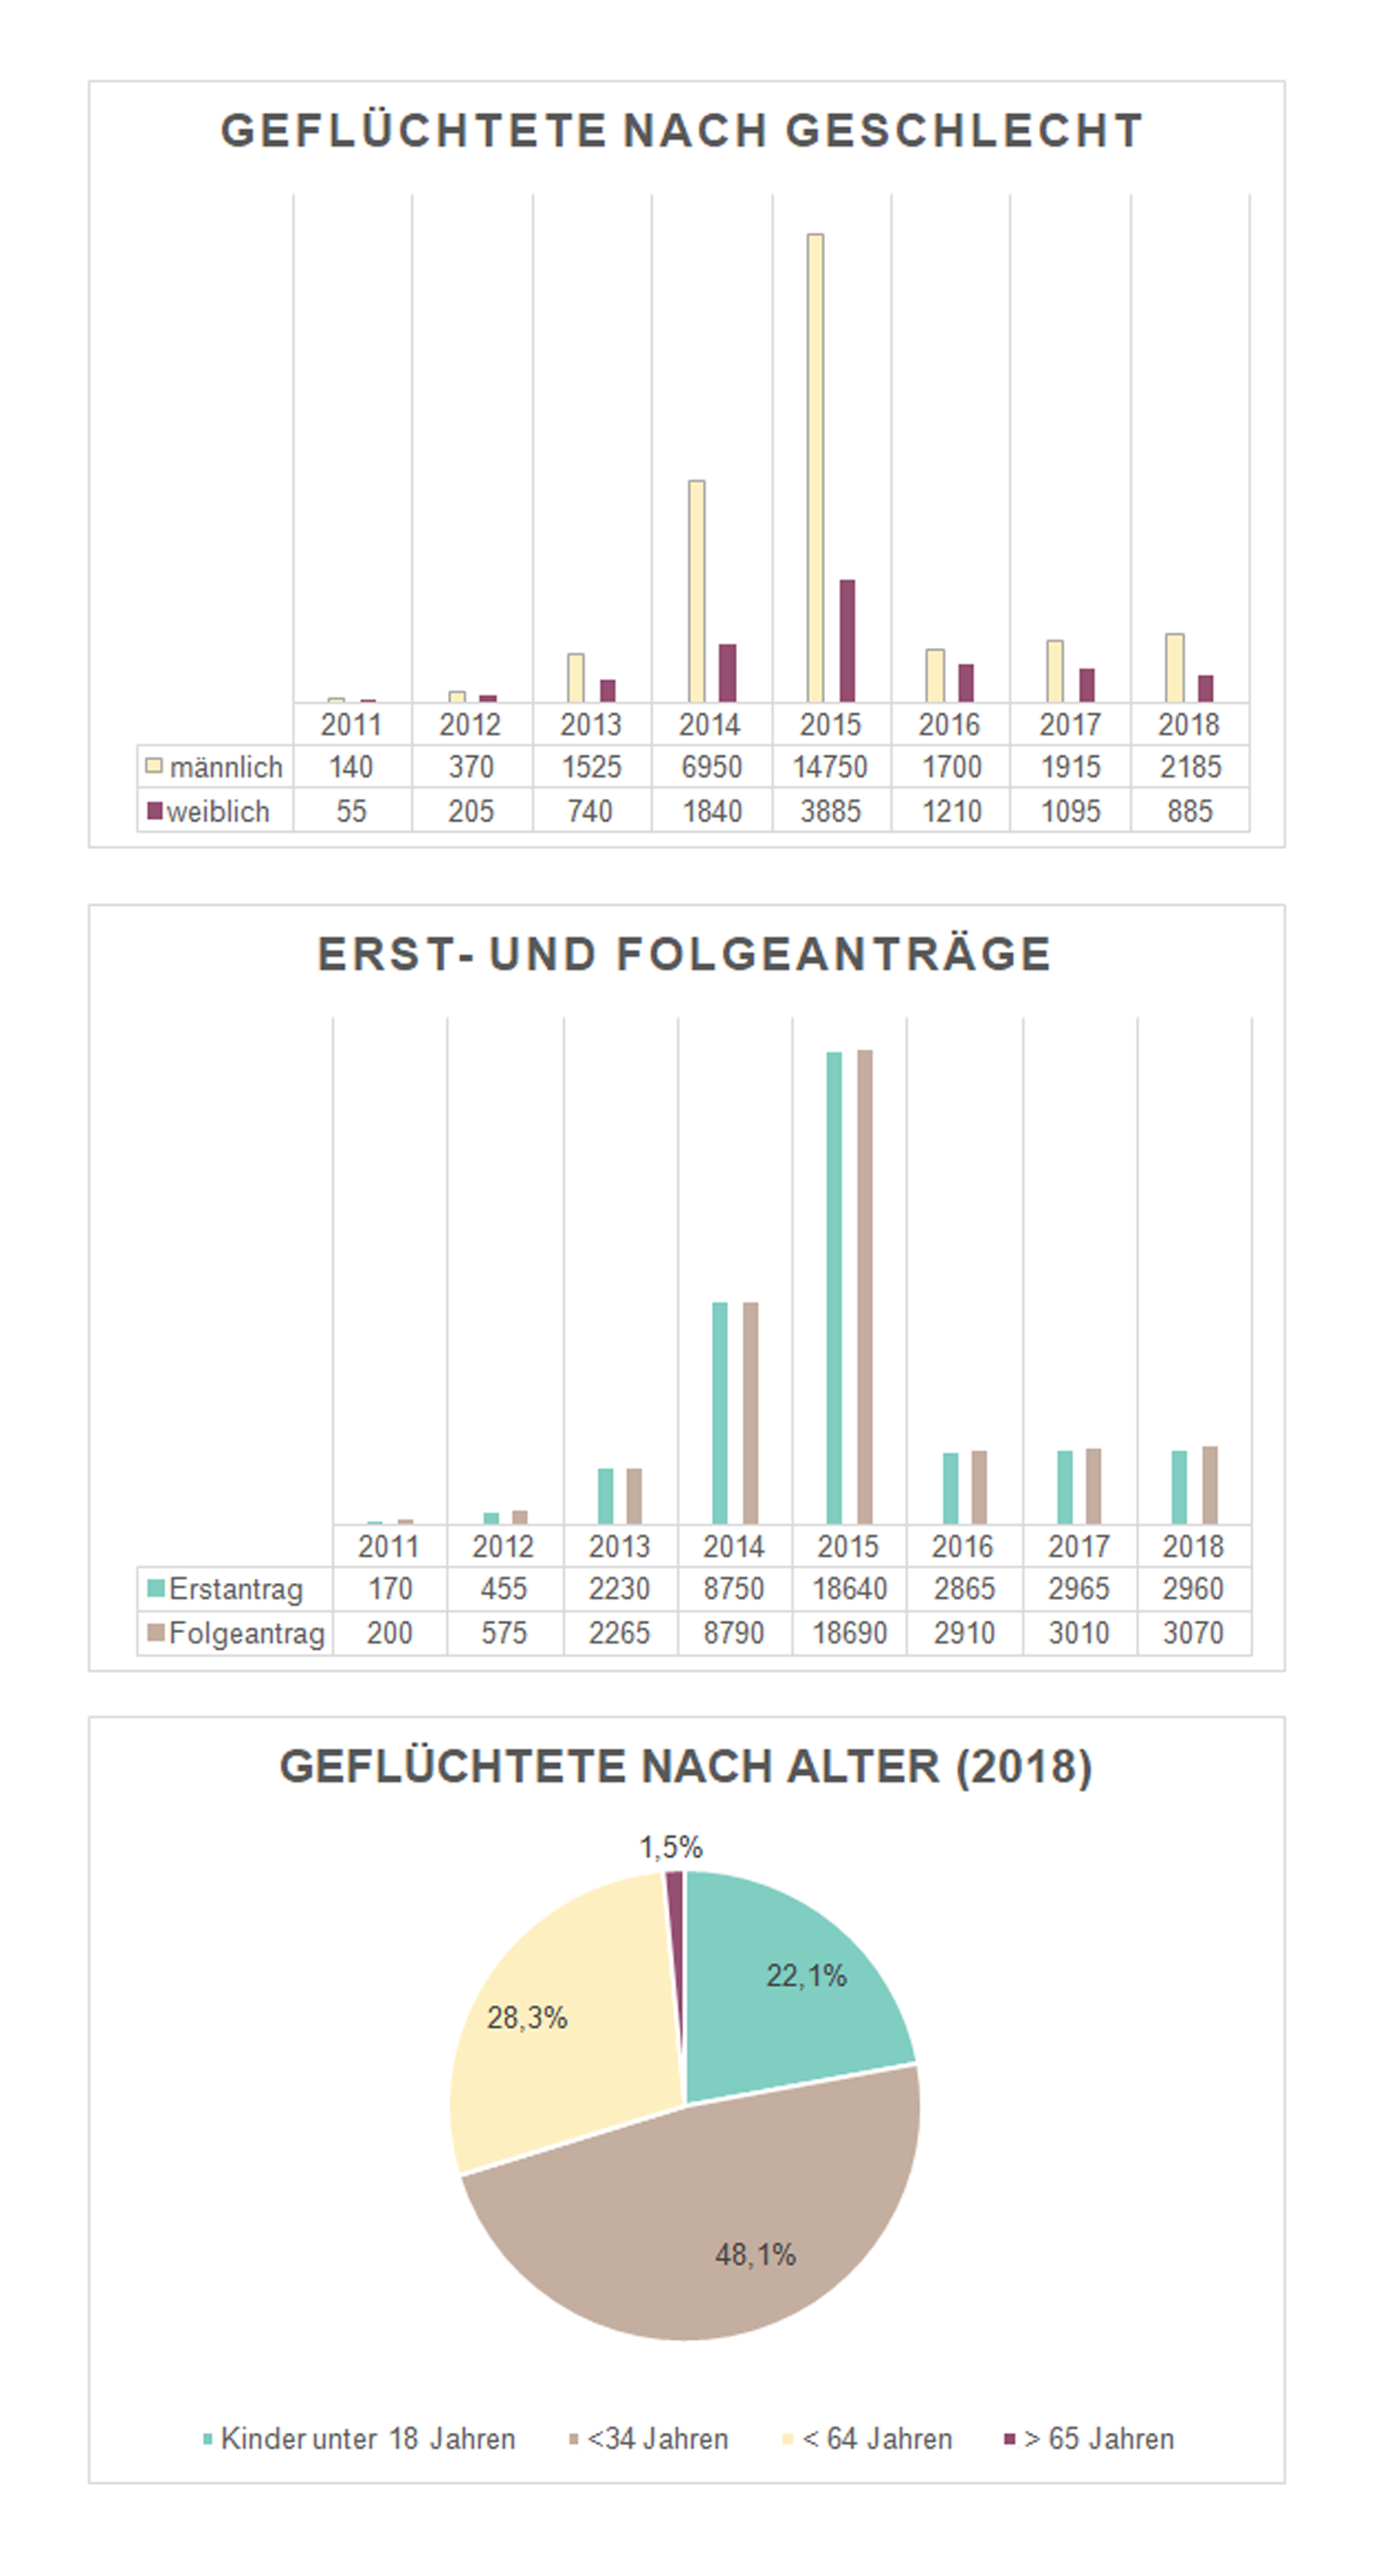 GEFLÜCHTETE NACH GESCHLECHT
2011 2012 2013 2014 2015 2016 2017 2018
männlich 140 370 1525 6950 14750 1700 1915 2185
weiblich 55 205 740 1840 3885 1210 1095 885
ERST- UND FOLGEANTRÄGE
2011 2012 2013 2014 2015 2016 2017 2018
Erstantrag 170 455 2230 8750 18640 2865 2965 2960
Folgeantrag 200 575 2265 8790 18690 2910 3010 3070
GEFLÜCHTETE NACH ALTER (2018)
1,5%
22,1%
28,3%
48,1%
Kinder unter 18 Jahren <34 Jahren < 64 Jahren > 65 Jahren